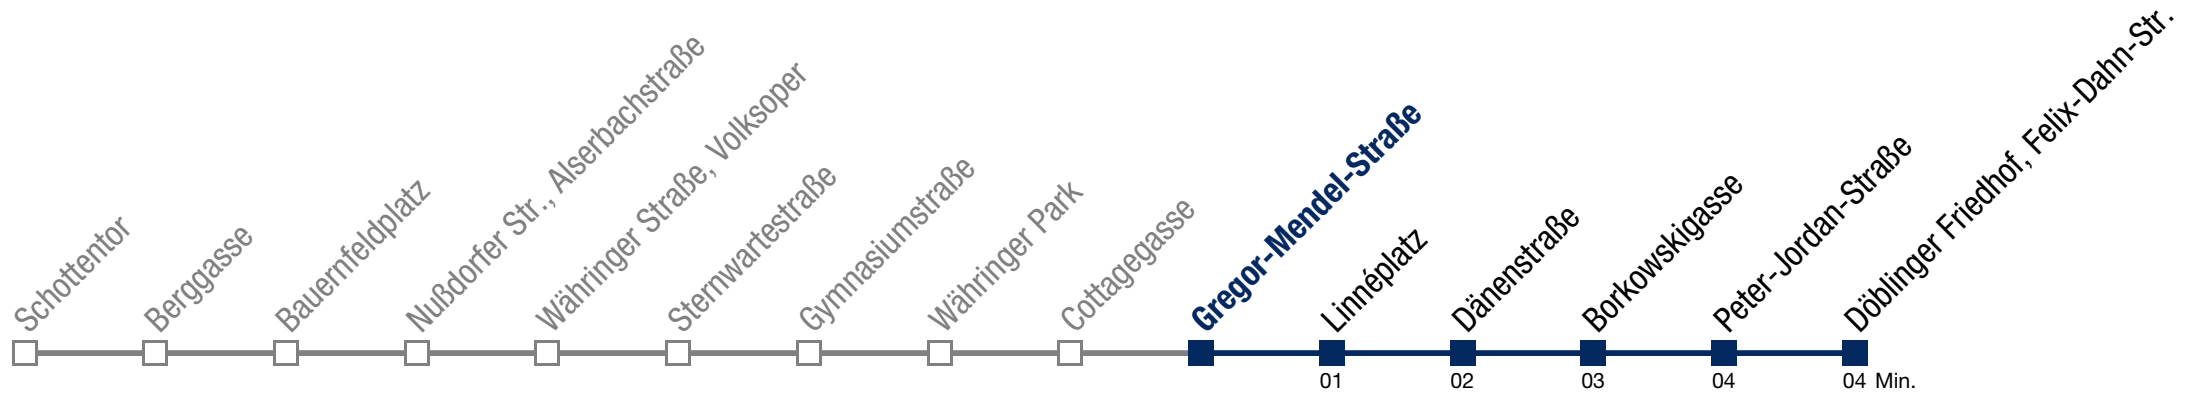 Schottentor
Berggasse
Bauernfeldplatz
Nußdorfer Str., Alserbachstraße
Währinger Straße, Volksoper
Sternwartestraße
Gymnasiumstraße
Währinger Park
Cottagegasse
Gregor-Mendel-Straße
Linnéplatz
Dänenstraße
Borkowskigasse
Peter-Jordan-Straße
Döblinger Friedhof, Felix-Dahn-Str.
01 02 03 04 04 Min.